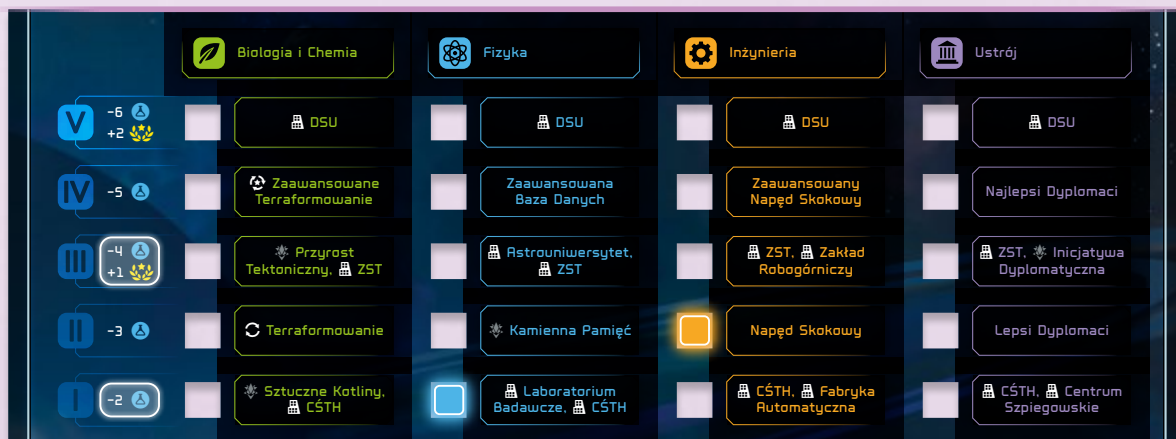 Biologia i Chemia
Fizyka
Inżynieria
Ustrój
V
-6
+2
DSU
DSU
DSU
DSU
IV
-5
Zaawansowane
Terraformowanie
Zaawansowana
Baza Danych
Zaawansowany
Napęd Skokowy
Najlepsi Dyplomaci
III
-4
+1
Przyrost
Tektoniczny, ZST
Astrouniwersytet,
ZST
ZST, Zakład
Robogórniczy
ZST, Inicjatywa
Dyplomatyczna
II
-3
Terraformowanie
Kamienna Pamięć
Napęd Skokowy
Lepsi Dyplomaci
I
-2
Sztuczne Kotliny,
CŚTH
Laboratorium
Badawcze, CŚTH
CŚTH, Fabryka
Automatyczna
CŚTH, Centrum
Szpiegowskie